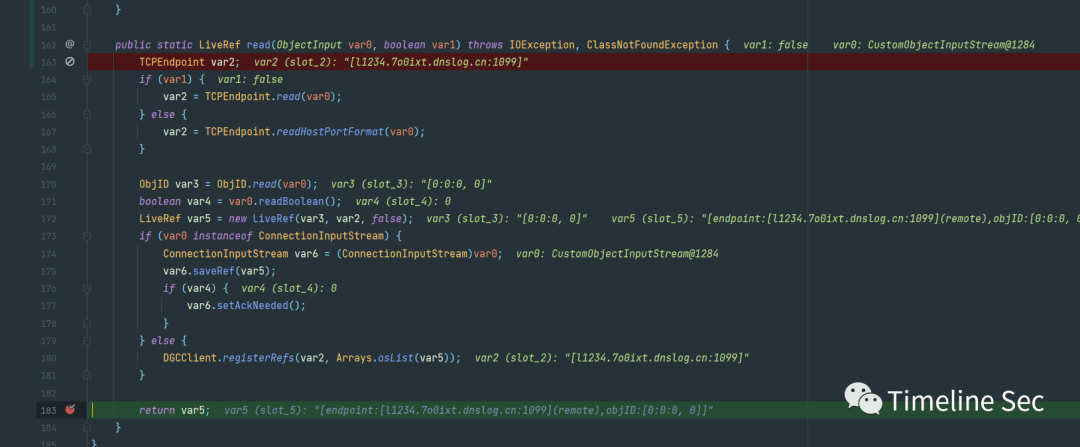 160 }
161
162 @ public static LiveRef read(ObjectInput var0, boolean var1) throws IOException, ClassNotFoundException { var1: false var0: CustomObjectInputStream@1284
163 TCPEndpoint var2; var2 (slot_2): "[l1234.7o0ixt.dnslog.cn:1099]"
164 if (var1) { var1: false
165 var2 = TCPEndpoint.read(var0);
166 } else {
167 var2 = TCPEndpoint.readHostPortFormat(var0);
168 }
169
170 ObjID var3 = ObjID.read(var0); var3 (slot_3): "[0:0:0, 0]"
171 boolean var4 = var0.readBoolean(); var4 (slot_4): 0
172 LiveRef var5 = new LiveRef(var3, var2, false); var3 (slot_3): "[0:0:0, 0]" var5 (slot_5): "[endpoint:[l1234.7o0ixt.dnslog.cn:1099](remote),objID:[0:0:0, 0
173 if (var0 instanceof ConnectionInputStream) {
174 ConnectionInputStream var6 = (ConnectionInputStream)var0; var0: CustomObjectInputStream@1284
175 var6.saveRef(var5);
176 if (var4) { var4 (slot_4): 0
177 var6.setAckNeeded();
178 }
179 } else {
180 DGCClient.registerRefs(var2, Arrays.asList(var5)); var2 (slot_2): "[l1234.7o0ixt.dnslog.cn:1099]"
181 }
182
183 return var5; var5 (slot_5): "[endpoint:[l1234.7o0ixt.dnslog.cn:1099](remote),objID:[0:0:0, 0]]"
184 }
185 }
Timeline Sec